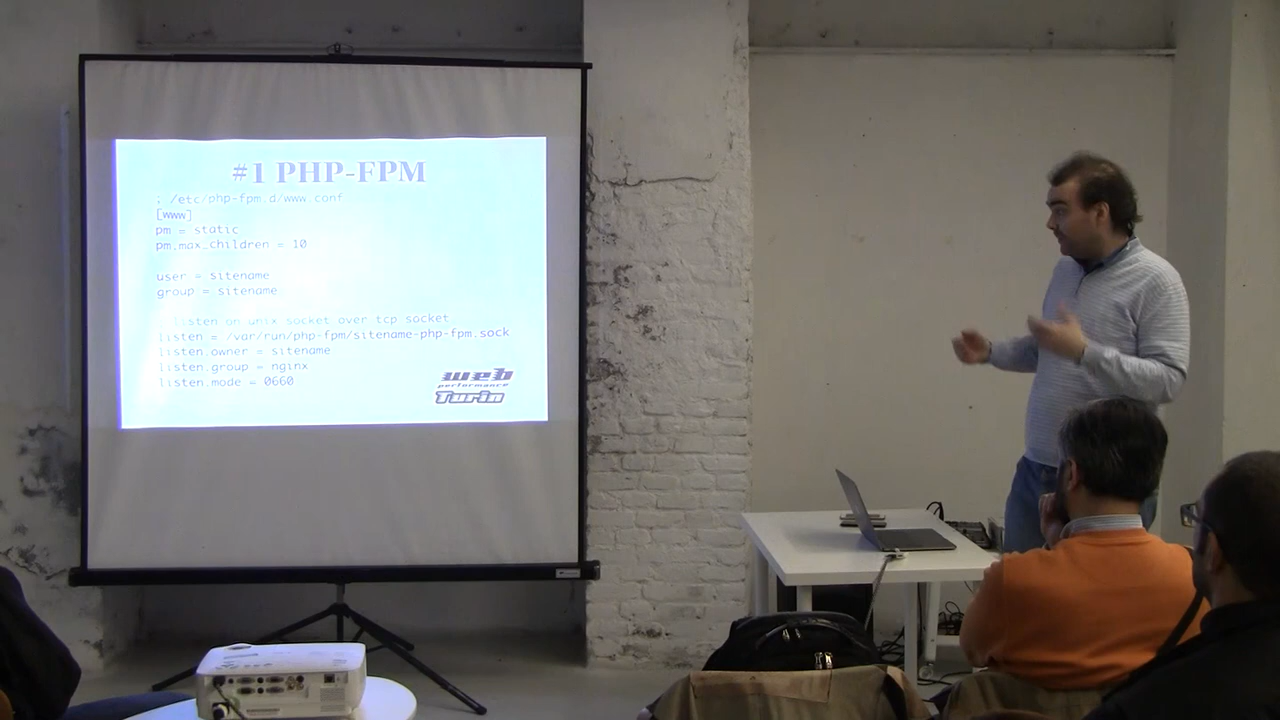 #1 PHP-FPM
; /etc/php-fpm.d/www.conf
[www]
pm = static
pm.max_children = 10
user = sitename
group = sitename
listen on unix socket over tcp socket
listen = /var/run/php-fpm/sitename-php-fpm.sock
listen.owner = sitename
listen.group = nginx
listen.mode = 0660
web
performance
Turin